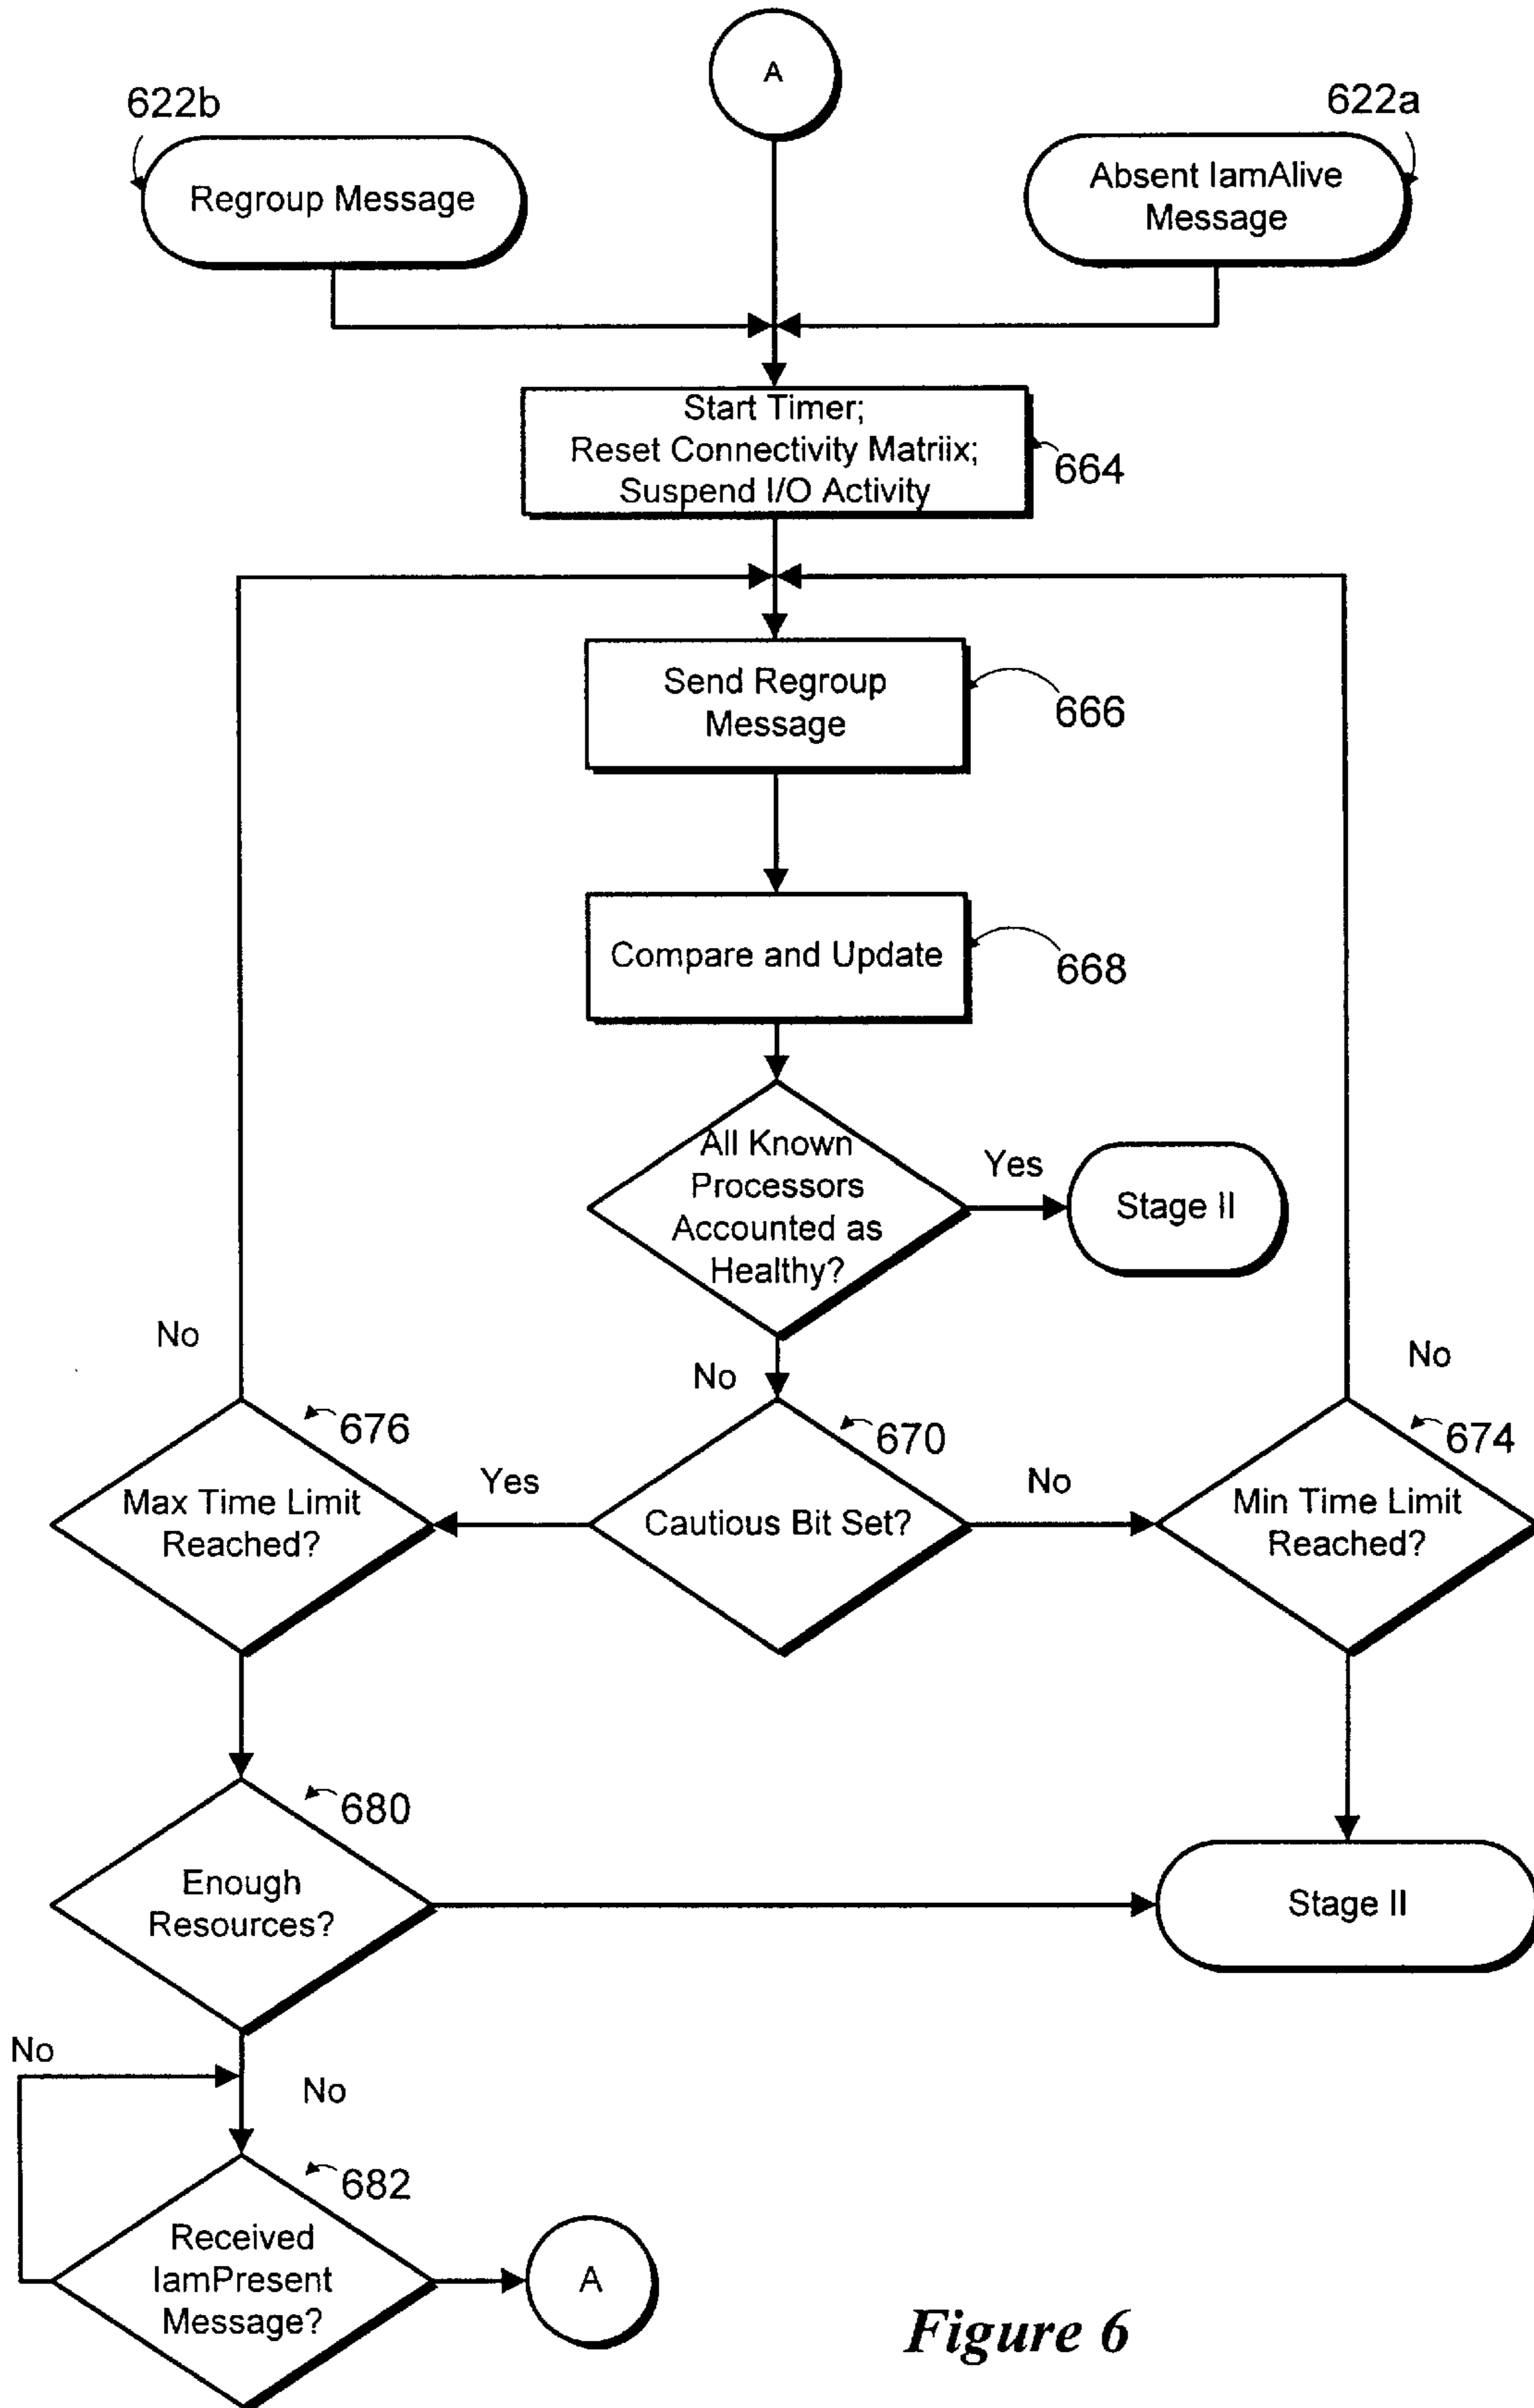 A
622b
622a
Regroup Message
Absent IamAlive
Message
Start Timer;
Reset Connectivity Matriix;
Suspend I/O Activity
664
Send Regroup
Message
666
Compare and Update
668
All Known
Processors
Accounted as
Healthy?
Yes
Stage II
No
No
No
676
670
674
Max Time Limit
Reached?
Yes
Cautious Bit Set?
No
Min Time Limit
Reached?
680
Enough
Resources?
Stage II
No
No
682
Received
IamPresent
Message?
A
Figure 6